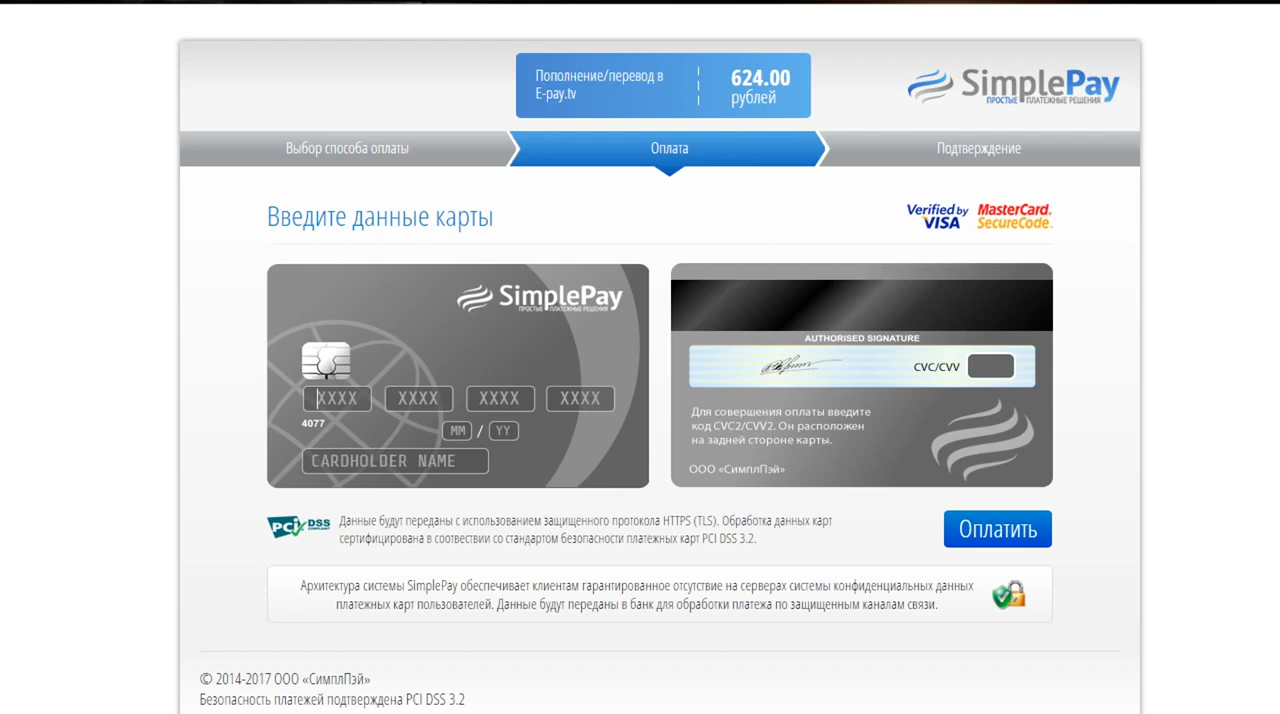 Пополнение/перевод в
E-pay.tv
624.00
рублей
SimplePay
ПРОСТЫЕ ПЛАТЕЖНЫЕ РЕШЕНИЯ
Выбор способа оплаты
Оплата
Подтверждение
Введите данные карты
Verified by
VISA
MasterCard.
SecureCode.
SimplePay
ПРОСТЫЕ ПЛАТЕЖНЫЕ РЕШЕНИЯ
XXXX XXXX XXXX XXXX
4077
MM / YY
CARDHOLDER NAME
AUTHORISED SIGNATURE
CVC/CVV
Для совершения оплаты введите
код CVC2/CVV2. Он расположен
на задней стороне карты.
ООО «СимплПэй»
PCI DSS
COMPLIANT
Данные будут переданы с использованием защищенного протокола HTTPS (TLS). Обработка данных карт
сертифицирована в соотвествии со стандартом безопасности платежных карт PCI DSS 3.2.
Оплатить
Архитектура системы SimplePay обеспечивает клиентам гарантированное отсутствие на серверах системы конфиденциальных данных
платежных карт пользователей. Данные будут переданы в банк для обработки платежа по защищенным каналам связи.
© 2014-2017 ООО «СимплПэй»
Безопасность платежей подтверждена PCI DSS 3.2